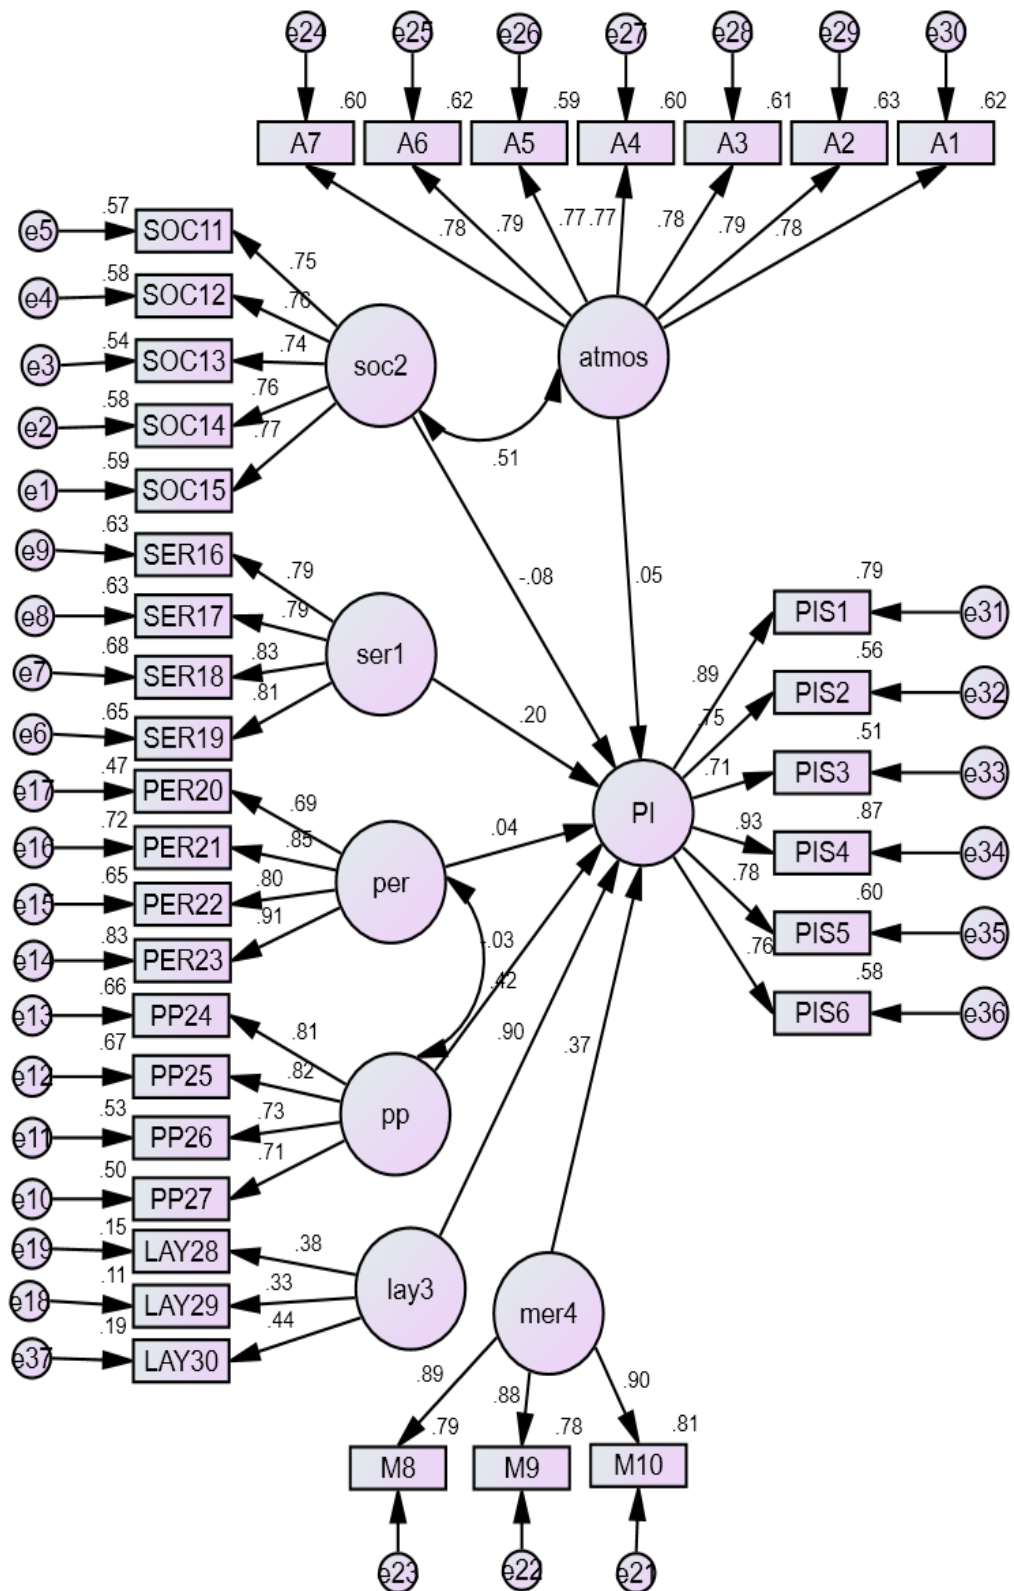 e24 e25 e26 e27 e28 e29 e30
.60 .62 .59 .60 .61 .63 .62
A7 A6 A5 A4 A3 A2 A1
.78 .79 .77 .77 .78 .79 .78
atmos
e5 .57 SOC11 .75
e4 .58 SOC12 .76
e3 .54 SOC13 .74
e2 .58 SOC14 .76
e1 .59 SOC15 .77
soc2
.51
-.08
.05
e9 .63 SER16 .79
e8 .63 SER17 .79
e7 .68 SER18 .83
e6 .65 SER19 .81
ser1
.20
e17 .47 PER20 .69
e16 .72 PER21 .85
e15 .65 PER22 .80
e14 .83 PER23 .91
per
.04
-.03
.42
e13 .66 PP24 .81
e12 .67 PP25 .82
e11 .53 PP26 .73
e10 .50 PP27 .71
pp
.90
.37
e19 .15 LAY28 .38
e18 .11 LAY29 .33
e37 .19 LAY30 .44
lay3
mer4
PI
.89 PIS1 .79 e31
.75 PIS2 .56 e32
.71 PIS3 .51 e33
.93 PIS4 .87 e34
.78 PIS5 .60 e35
.76 PIS6 .58 e36
.89 .88 .90
.79 .78 .81
M8 M9 M10
e23 e22 e21